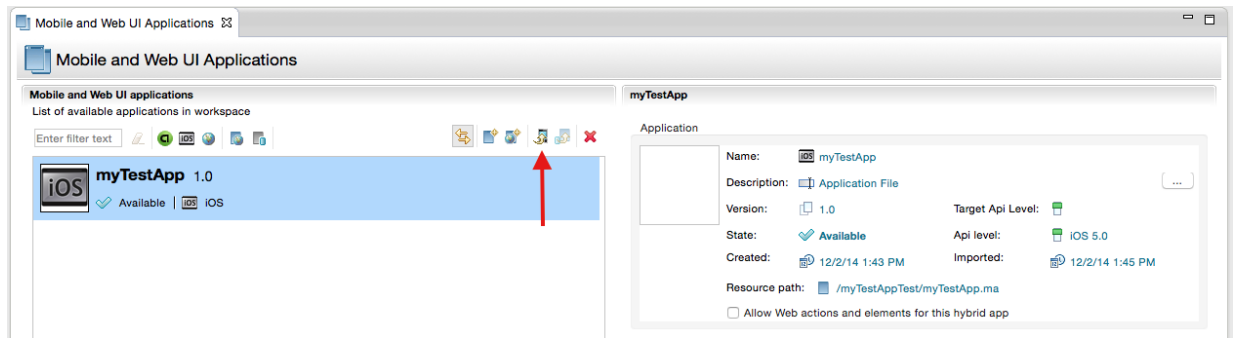 Mobile and Web UI Applications
Mobile and Web UI Applications
Mobile and Web UI applications
List of available applications in workspace
Enter filter text
iOS
iOS
myTestApp 1.0
Available | iOS iOS
myTestApp
Application
Name: iOS myTestApp
Description: Application File
...
Version: 1.0 Target Api Level:
State: Available Api level: iOS 5.0
Created: 12/2/14 1:43 PM Imported: 12/2/14 1:45 PM
Resource path: /myTestAppTest/myTestApp.ma
Allow Web actions and elements for this hybrid app